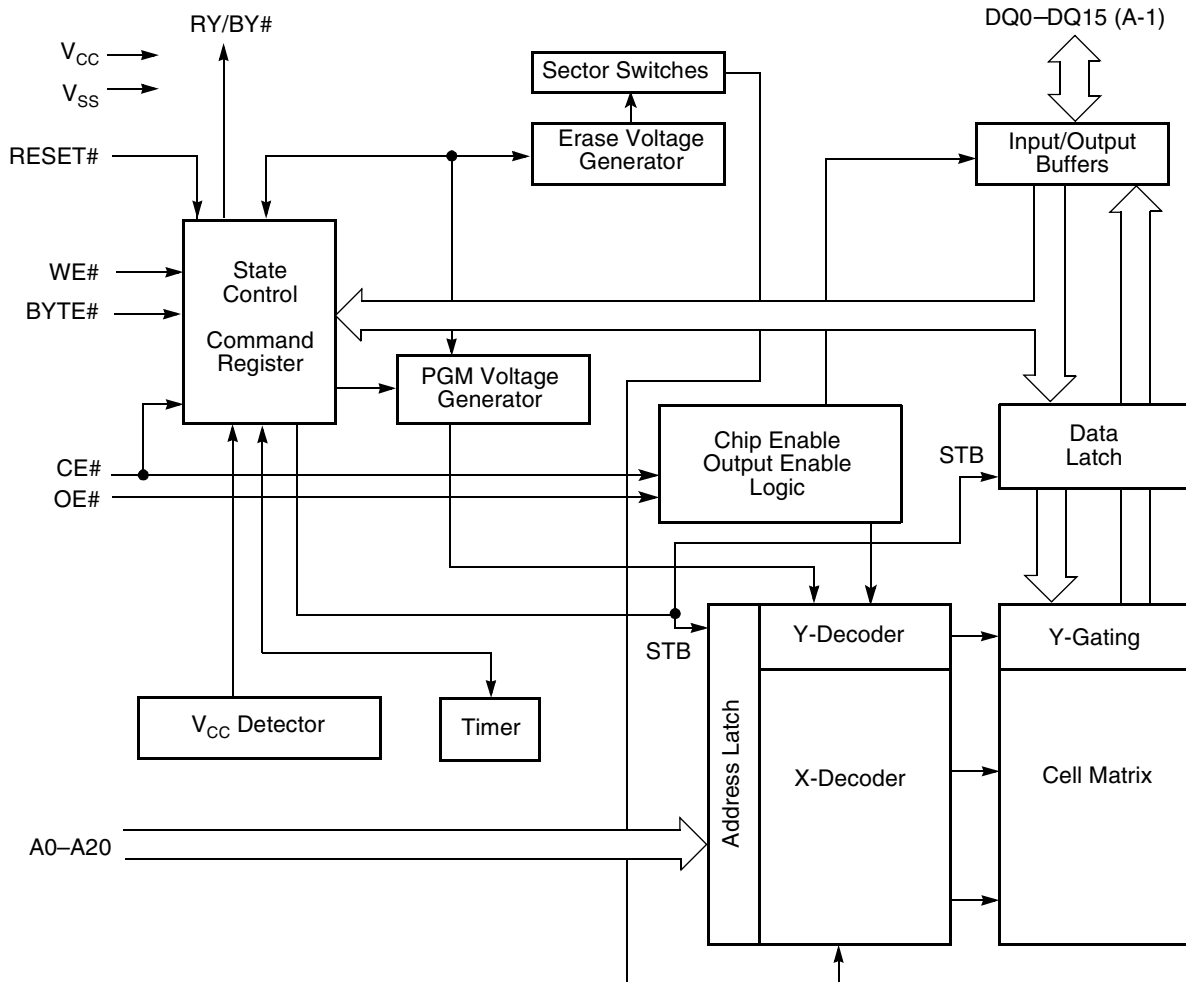 RY/BY#
DQ0–DQ15 (A-1)
VCC
VSS
Sector Switches
Erase Voltage
Generator
Input/Output
Buffers
RESET#
WE#
BYTE#
State
Control
Command
Register
PGM Voltage
Generator
Chip Enable
Output Enable
Logic
STB
Data
Latch
CE#
OE#
STB
Y-Decoder
Y-Gating
VCC Detector
Timer
Address Latch
X-Decoder
Cell Matrix
A0–A20